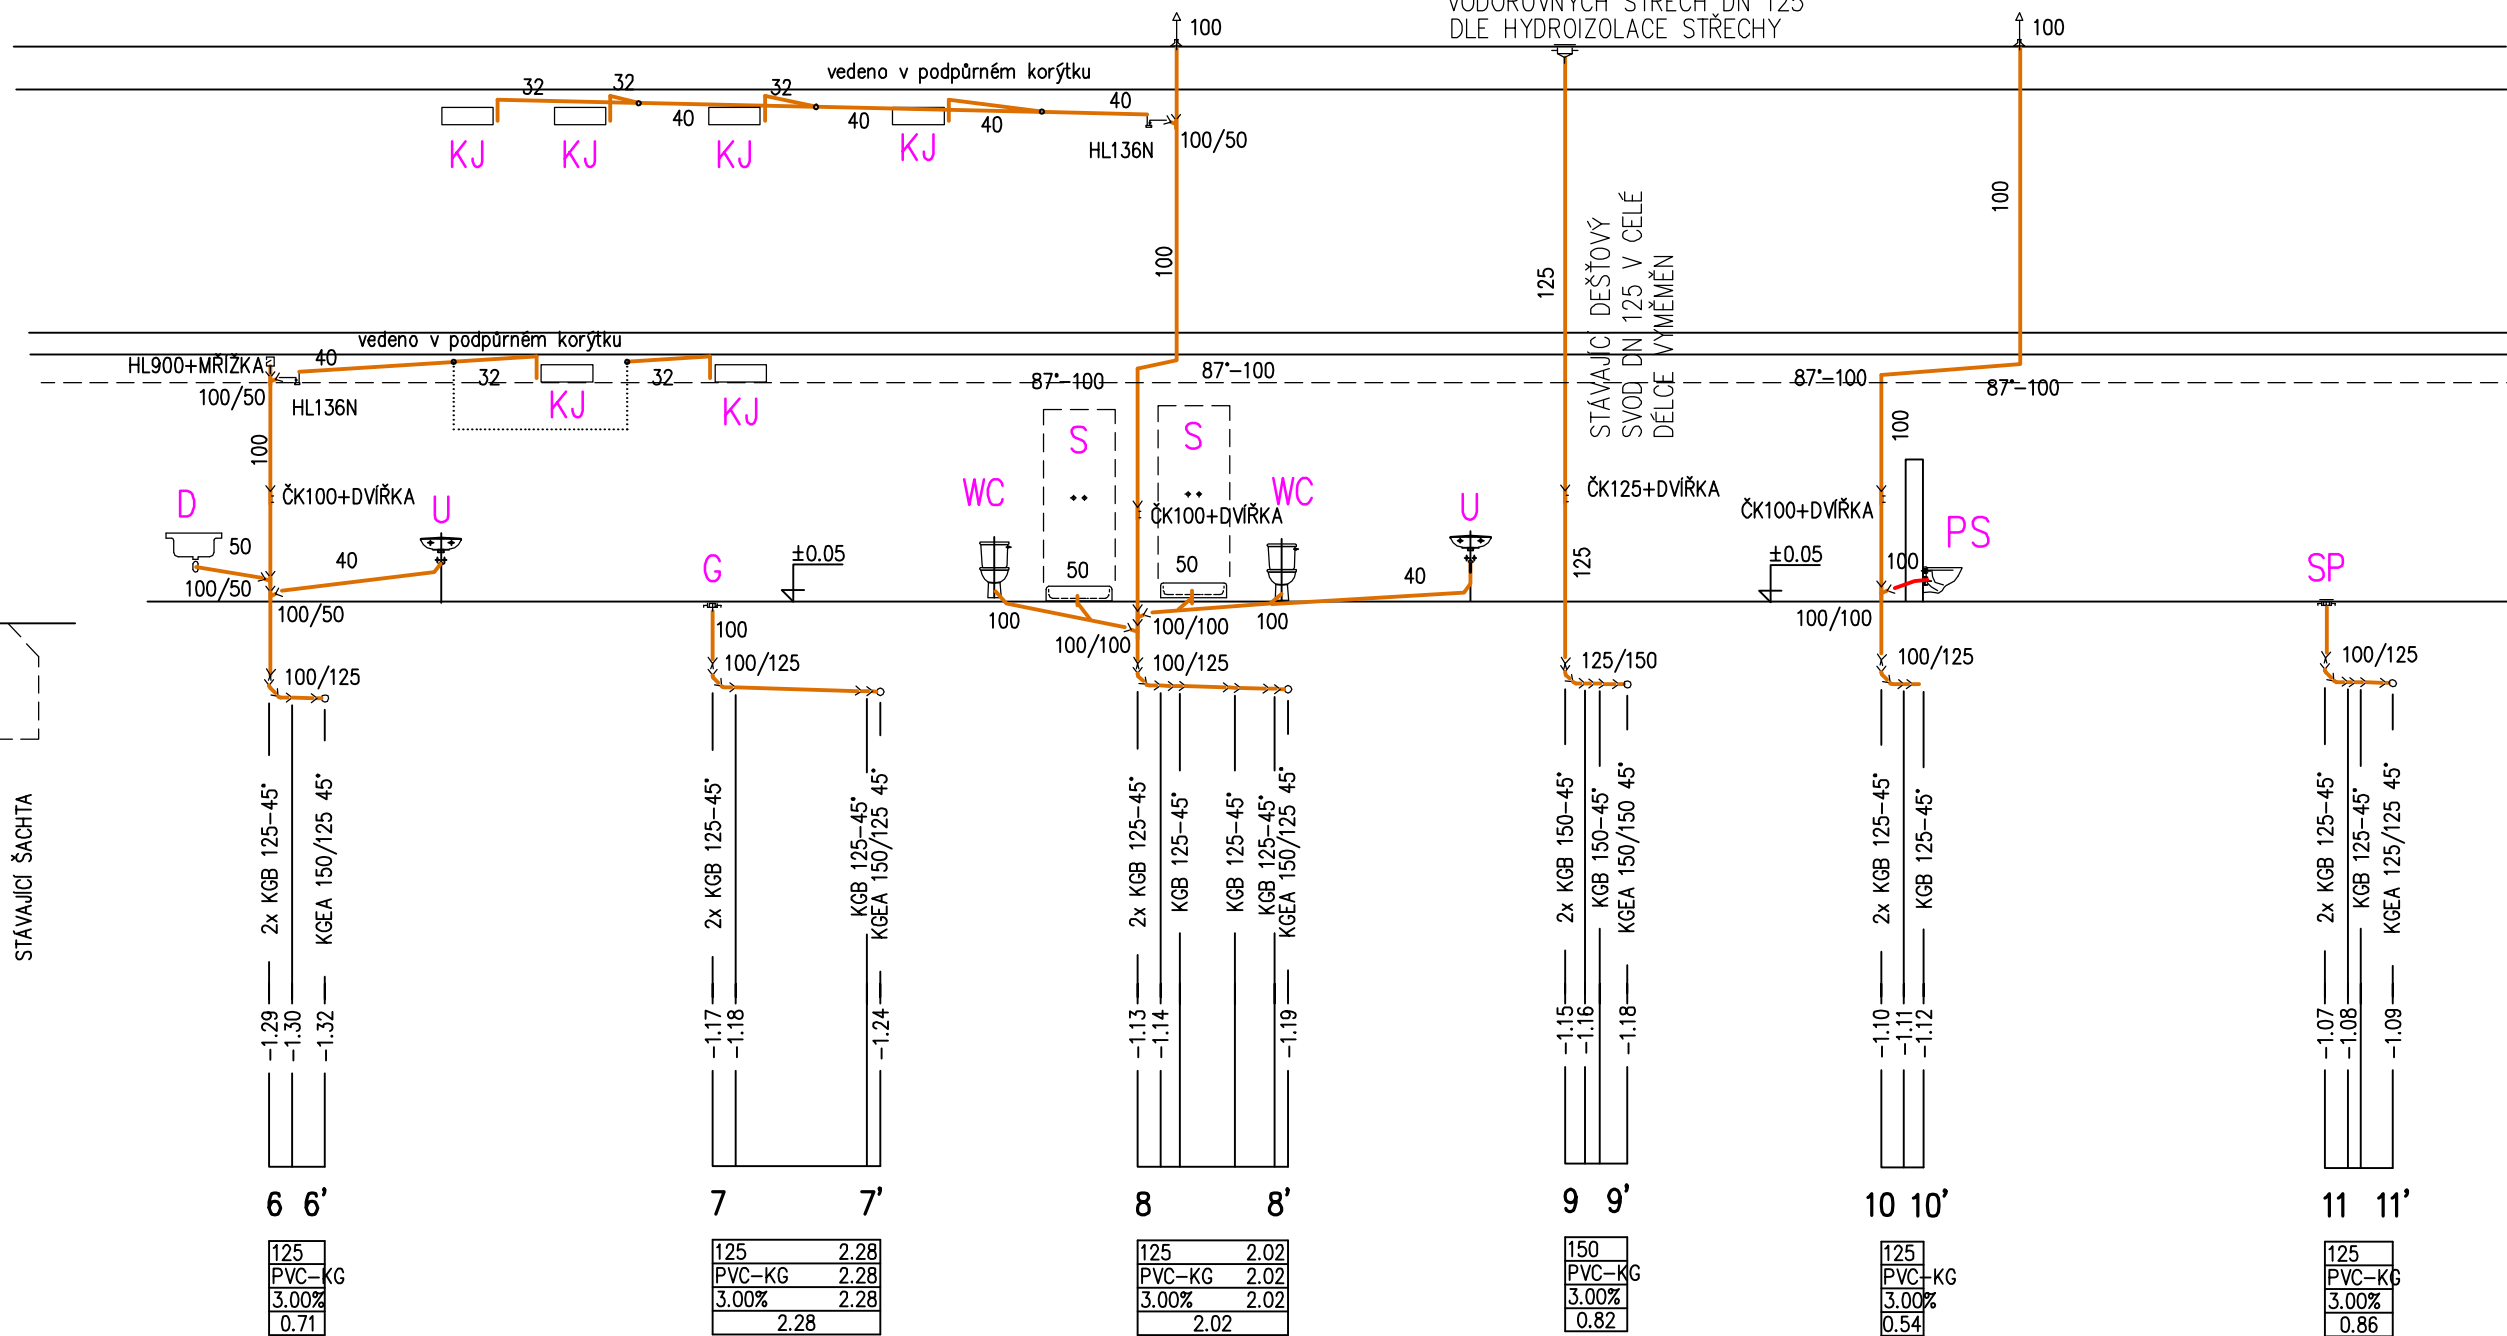 VODOROVNÝCH STŘECH DN 125
DLE HYDROIZOLACE STŘECHY
100
100
vedeno v podpůrném korýtku
32
32
32
40
40
40
40
KJ
KJ
KJ
KJ
HL136N
100/50
100
125
100
STÁVAJÍCÍ DEŠŤOVÝ
SVOD DN 125 V CELÉ
DÉLCE VYMĚMĚN
vedeno v podpůrném korýtku
HL900+MŘÍŽKA
40
32
32
100/50
HL136N
KJ
KJ
87°-100
87°-100
87°-100
87°-100
100
100
S
S
D
ČK100+DVÍŘKA
U
WC
WC
U
ČK100+DVÍŘKA
ČK125+DVÍŘKA
ČK100+DVÍŘKA
PS
50
40
100/50
100/50
G
±0.05
50
50
40
125
±0.05
100
SP
100
100
100/100
100/100
100
100/100
100/125
100/125
100/125
125/150
100/125
100/125
STÁVAJÍCÍ ŠACHTA
2x KGB 125-45°
KGEA 150/125 45°
2x KGB 125-45°
KGB 125-45°
KGEA 150/125 45°
2x KGB 125-45°
KGB 125-45°
KGB 125-45°
KGB 125-45°
KGEA 150/125 45°
2x KGB 150-45°
KGB 150-45°
KGEA 150/150 45°
2x KGB 125-45°
KGB 125-45°
2x KGB 125-45°
KGB 125-45°
KGEA 125/125 45°
-1.29
-1.30
-1.32
-1.17
-1.18
-1.24
-1.13
-1.14
-1.19
-1.15
-1.16
-1.18
-1.10
-1.11
-1.12
-1.07
-1.08
-1.09
6 6'
7 7'
8 8'
9 9'
10 10'
11 11'
125
PVC-KG
3.00%
0.71
125 2.28
PVC-KG 2.28
3.00% 2.28
2.28
125 2.02
PVC-KG 2.02
3.00% 2.02
2.02
150
PVC-KG
3.00%
0.82
125
PVC-KG
3.00%
0.54
125
PVC-KG
3.00%
0.86